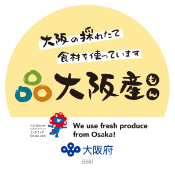 大阪の採れたて
食材を使っています
大阪産
もん
We use fresh produce
from Osaka!
大阪府